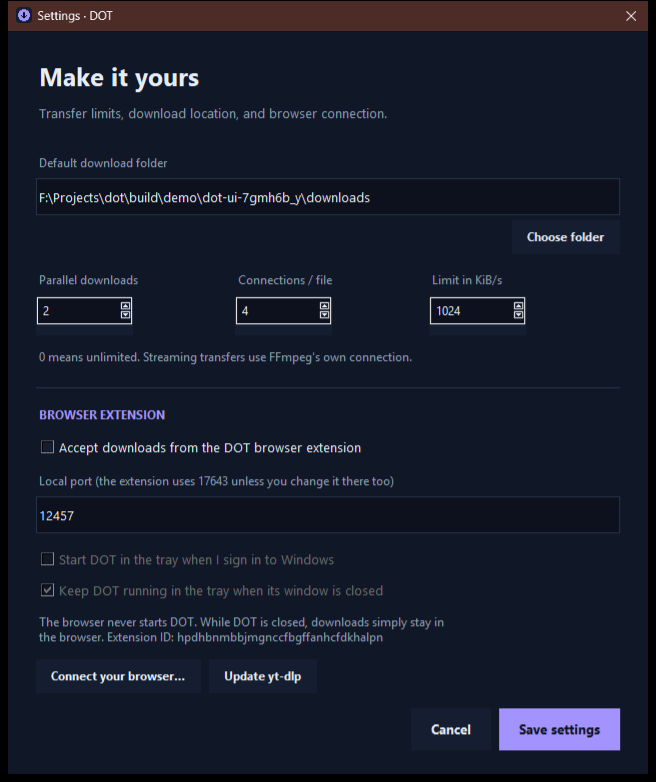 Settings · DOT
Make it yours
Transfer limits, download location, and browser connection.
Default download folder
F:\Projects\dot\build\demo\dot-ui-7gmh6b_y\downloads
Choose folder
Parallel downloads Connections / file Limit in KiB/s
2 4 1024
0 means unlimited. Streaming transfers use FFmpeg's own connection.
BROWSER EXTENSION
Accept downloads from the DOT browser extension
Local port (the extension uses 17643 unless you change it there too)
12457
Start DOT in the tray when I sign in to Windows
Keep DOT running in the tray when its window is closed
The browser never starts DOT. While DOT is closed, downloads simply stay in
the browser. Extension ID: hpdhbnmbbjmgnccfbgffanhcfdkhalpn
Connect your browser... Update yt-dlp
Cancel Save settings